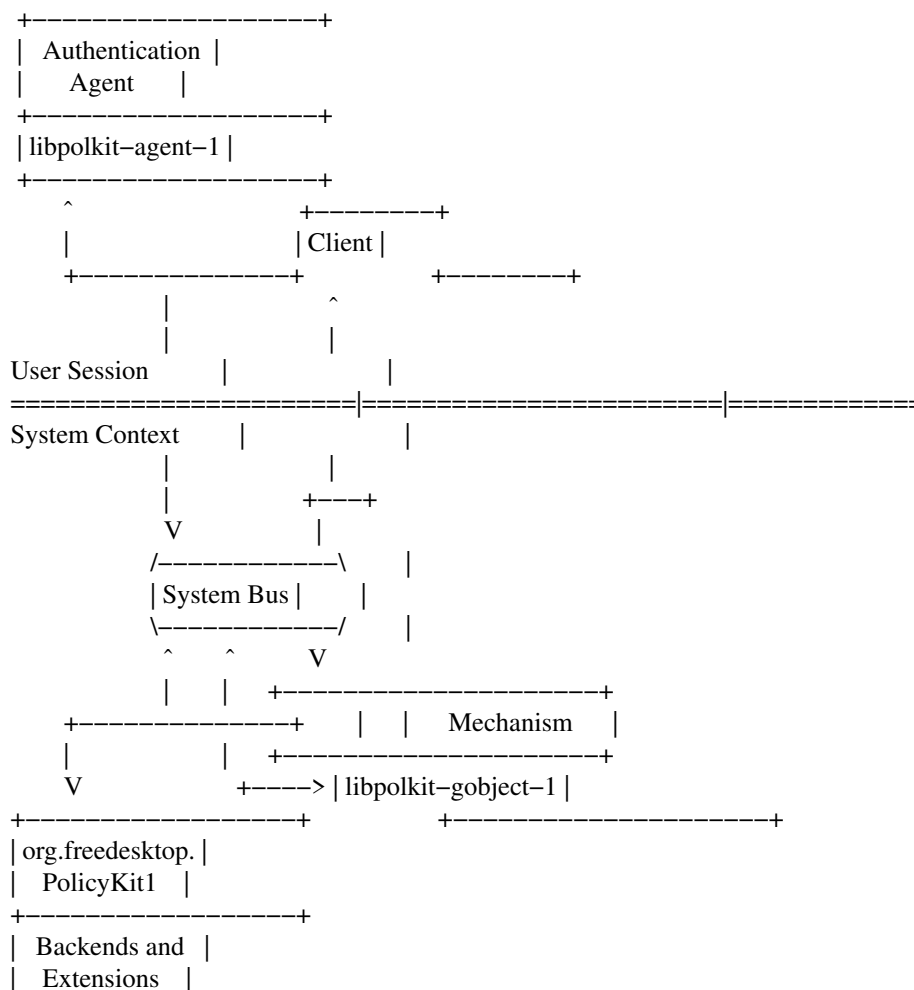 +−−−−−−−−−−−−−−−−−−−+
| Authentication |
| Agent |
+−−−−−−−−−−−−−−−−−−−+
| libpolkit−agent−1 |
+−−−−−−−−−−−−−−−−−−−+
^ +−−−−−−−−+
| | Client |
+−−−−−−−−−−−−−−+ +−−−−−−−−+
| ^
| |
User Session | |
=======================|========================|=============
System Context | |
| |
| +−−−+
V |
/−−−−−−−−−−−−\ |
| System Bus | |
\−−−−−−−−−−−−/ |
^ ^ V
| | +−−−−−−−−−−−−−−−−−−−−−+
+−−−−−−−−−−−−−−+ | | Mechanism |
| | +−−−−−−−−−−−−−−−−−−−−−+
V +−−−−> | libpolkit−gobject−1 |
+−−−−−−−−−−−−−−−−−−+ +−−−−−−−−−−−−−−−−−−−−−+
| org.freedesktop. |
| PolicyKit1 |
+−−−−−−−−−−−−−−−−−−+
| Backends and |
| Extensions |